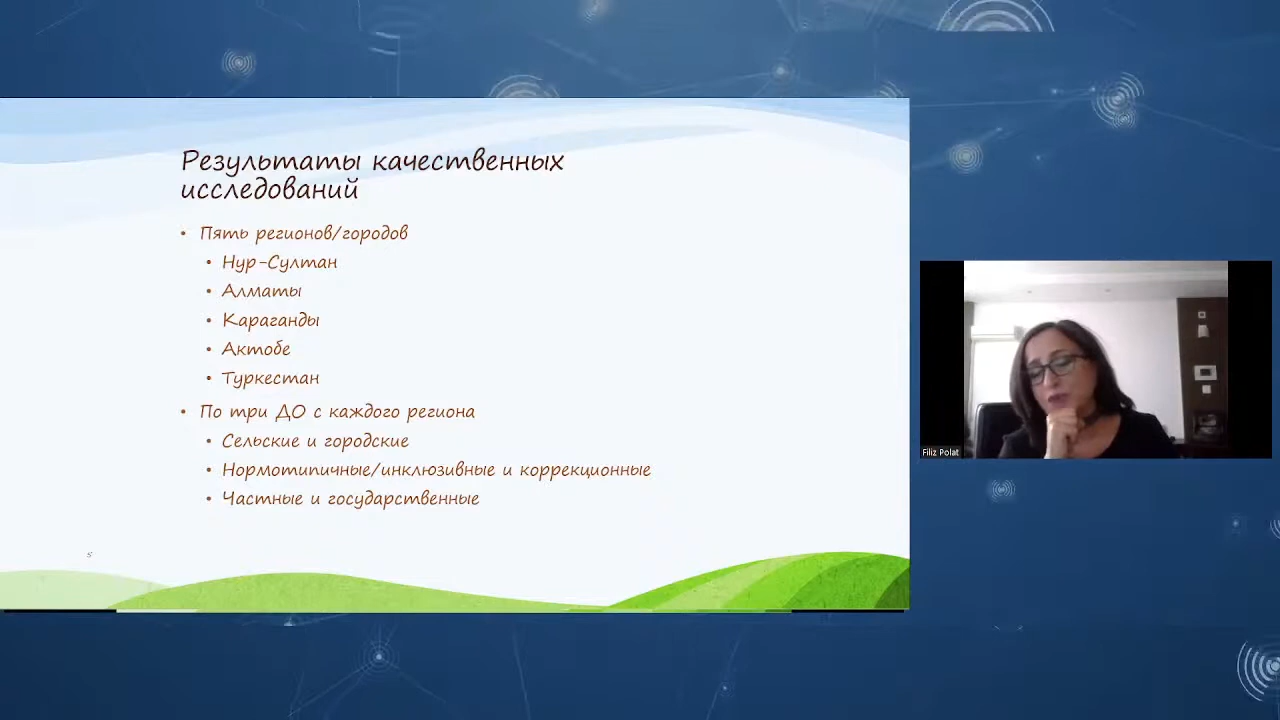 Результаты качественных
исследований
• Пять регионов/городов
• Нур-Султан
• Алматы
• Караганды
• Актобе
• Туркестан
• По три ДО с каждого региона
• Сельские и городские
• Нормотипичные/инклюзивные и коррекционные
• Частные и государственные
5
Filiz Polat